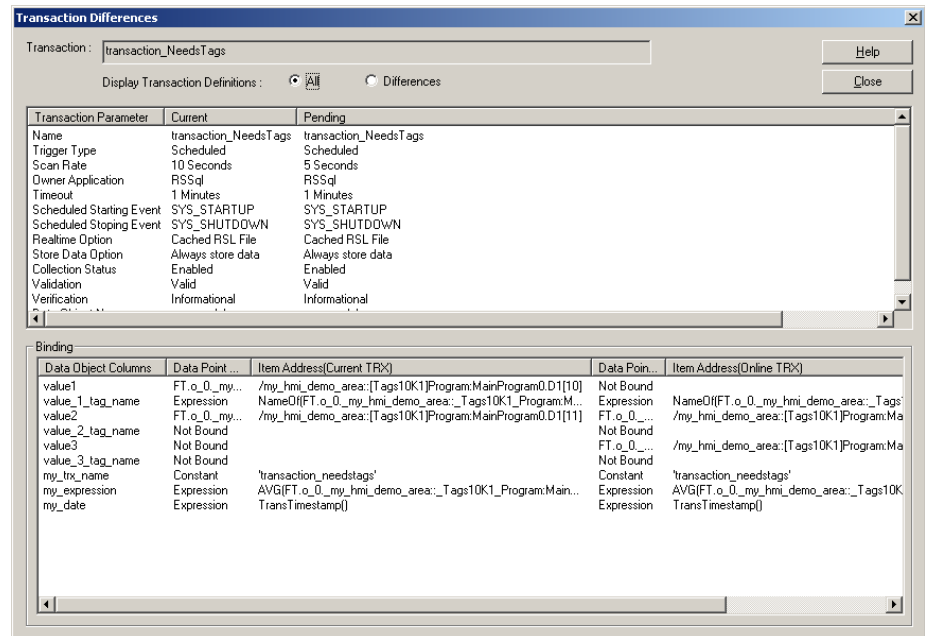 Transaction Differences
Transaction : transaction_NeedsTags Help
Display Transaction Definitions : All Differences Close
Transaction Parameter Current Pending
Name transaction_NeedsTags transaction_NeedsTags
Trigger Type Scheduled Scheduled
Scan Rate 10 Seconds 5 Seconds
Owner Application RSSql RSSql
Timeout 1 Minutes 1 Minutes
Scheduled Starting Event SYS_STARTUP SYS_STARTUP
Scheduled Stoping Event SYS_SHUTDOWN SYS_SHUTDOWN
Realtime Option Cached RSL File Cached RSL File
Store Data Option Always store data Always store data
Collection Status Enabled Enabled
Validation Valid Valid
Verification Informational Informational
Binding
Data Object Columns Data Point ... Item Address(Current TRX) Data Poin... Item Address(Online TRX)
value1 FT.o_0._my... /my_hmi_demo_area::[Tags10K1]Program:MainProgram0.D1[10] Not Bound
value_1_tag_name Expression NameOf(FT.o_0._my_hmi_demo_area::_Tags10K1_Program:M... Expression NameOf(FT.o_0._my_hmi_demo_area::_Tags
value2 FT.o_0._my... /my_hmi_demo_area::[Tags10K1]Program:MainProgram0.D1[11] FT.o_0._... /my_hmi_demo_area::[Tags10K1]Program:Ma
value_2_tag_name Not Bound Not Bound
value3 Not Bound FT.o_0._... /my_hmi_demo_area::[Tags10K1]Program:Ma
value_3_tag_name Not Bound Not Bound
my_trx_name Constant 'transaction_needstags' Constant 'transaction_needstags'
my_expression Expression AVG(FT.o_0._my_hmi_demo_area::_Tags10K1_Program:Main... Expression AVG(FT.o_0._my_hmi_demo_area::_Tags10K
my_date Expression TransTimestamp() Expression TransTimestamp()